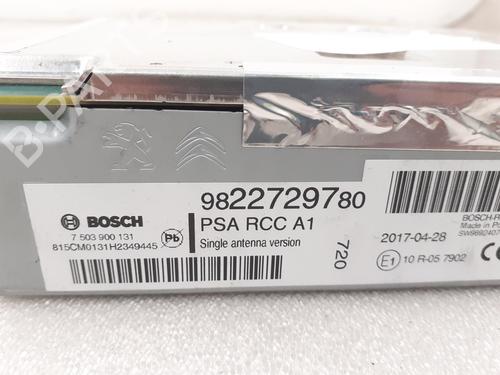 B-PARTS
9822729780
BOSCH
PSA RCC A1
7 503 900 131
815CM0131H2349445
Pb
Single antenna version
720
BOSCH-R
Made in Po
2017-04-28
E1 10 R-05 7902